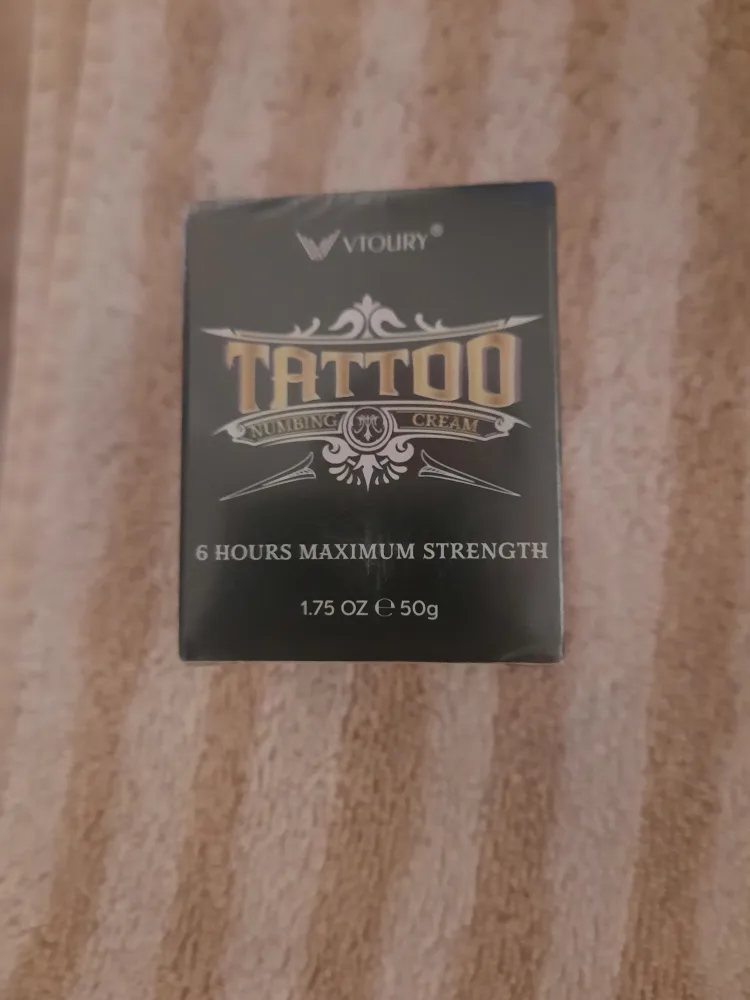 VTOURY®
TATTOO
NUMBING CREAM
6 HOURS MAXIMUM STRENGTH
1.75 OZ ℮ 50g